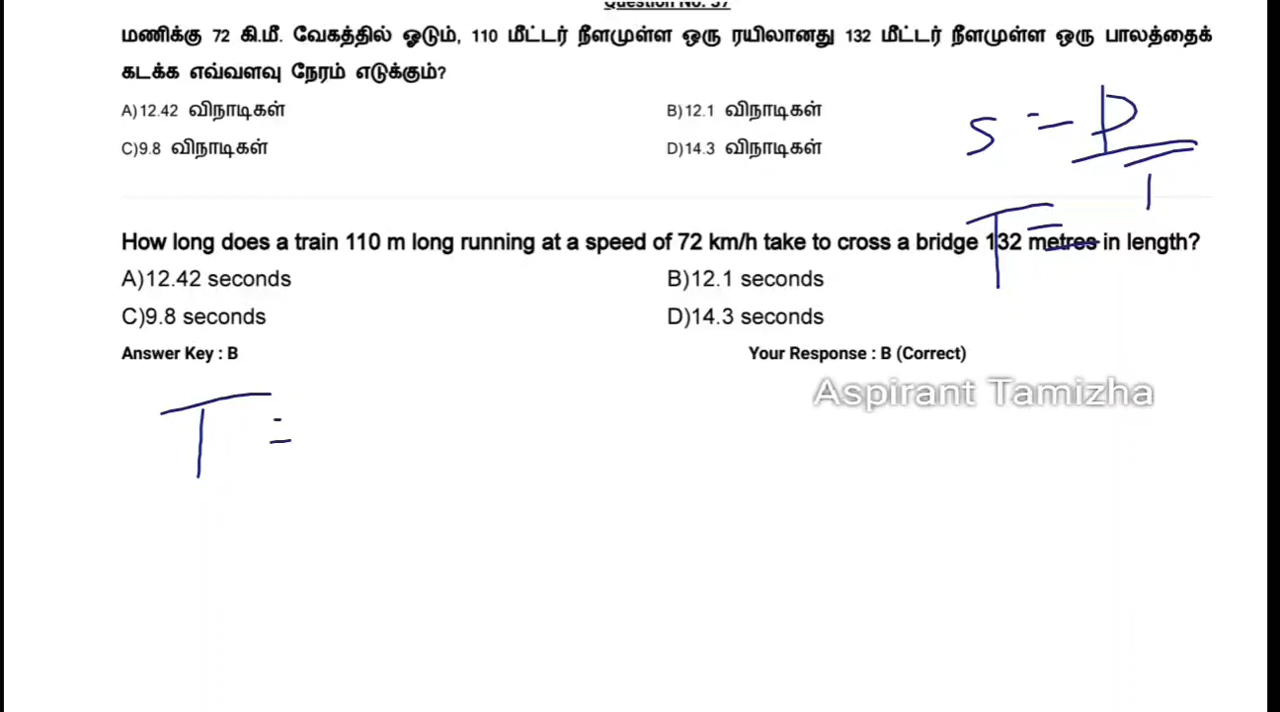 Question No. 37
மணிக்கு 72 கி.மீ. வேகத்தில் ஓடும், 110 மீட்டர் நீளமுள்ள ஒரு ரயிலானது 132 மீட்டர் நீளமுள்ள ஒரு பாலத்தைக்
கடக்க எவ்வளவு நேரம் எடுக்கும்?
A)12.42 விநாடிகள் B)12.1 விநாடிகள்
C)9.8 விநாடிகள் D)14.3 விநாடிகள்
S = D
T
T =
How long does a train 110 m long running at a speed of 72 km/h take to cross a bridge 132 metres in length?
A)12.42 seconds B)12.1 seconds
C)9.8 seconds D)14.3 seconds
Answer Key : B Your Response : B (Correct)
Aspirant Tamizha
T =